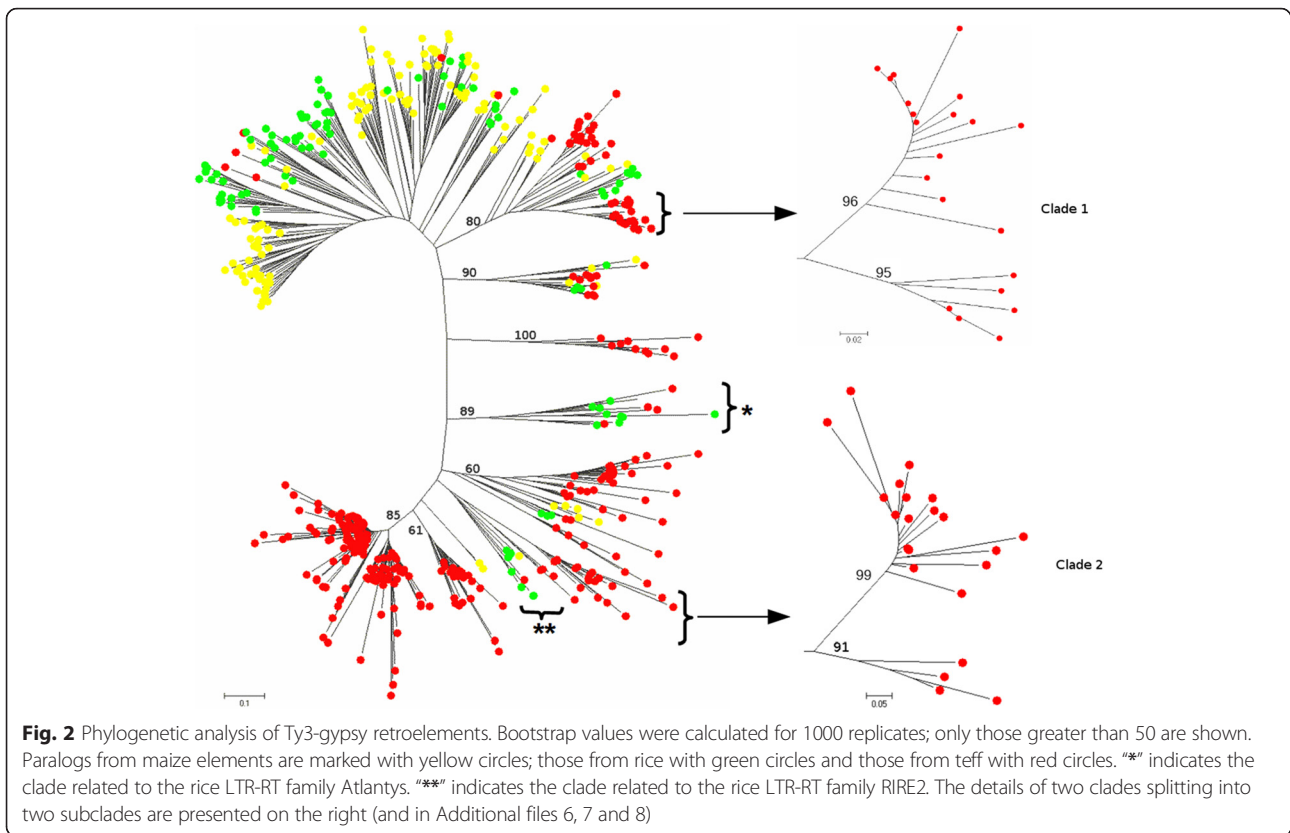 80
90
100
89
*
60
85
61
**
0.1
96
Clade 1
95
0.02
99
Clade 2
91
0.05
Fig. 2 Phylogenetic analysis of Ty3-gypsy retroelements. Bootstrap values were calculated for 1000 replicates; only those greater than 50 are shown.
Paralogs from maize elements are marked with yellow circles; those from rice with green circles and those from teff with red circles. “*” indicates the
clade related to the rice LTR-RT family Atlantys. “**” indicates the clade related to the rice LTR-RT family RIRE2. The details of two clades splitting into
two subclades are presented on the right (and in Additional files 6, 7 and 8)